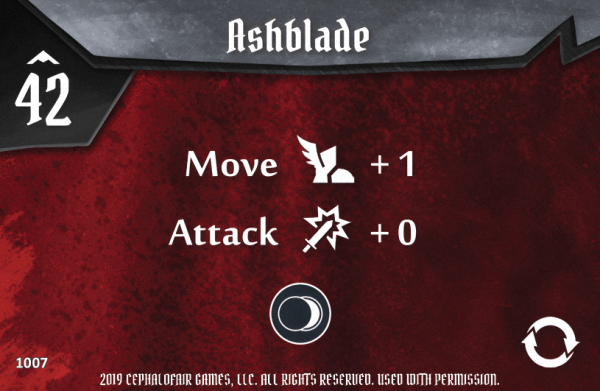 Ashblade
42
Move + 1
Attack + 0
1007
2019 CEPHALOFAIR GAMES, LLC. ALL RIGHTS RESERVED. USED WITH PERMISSION.